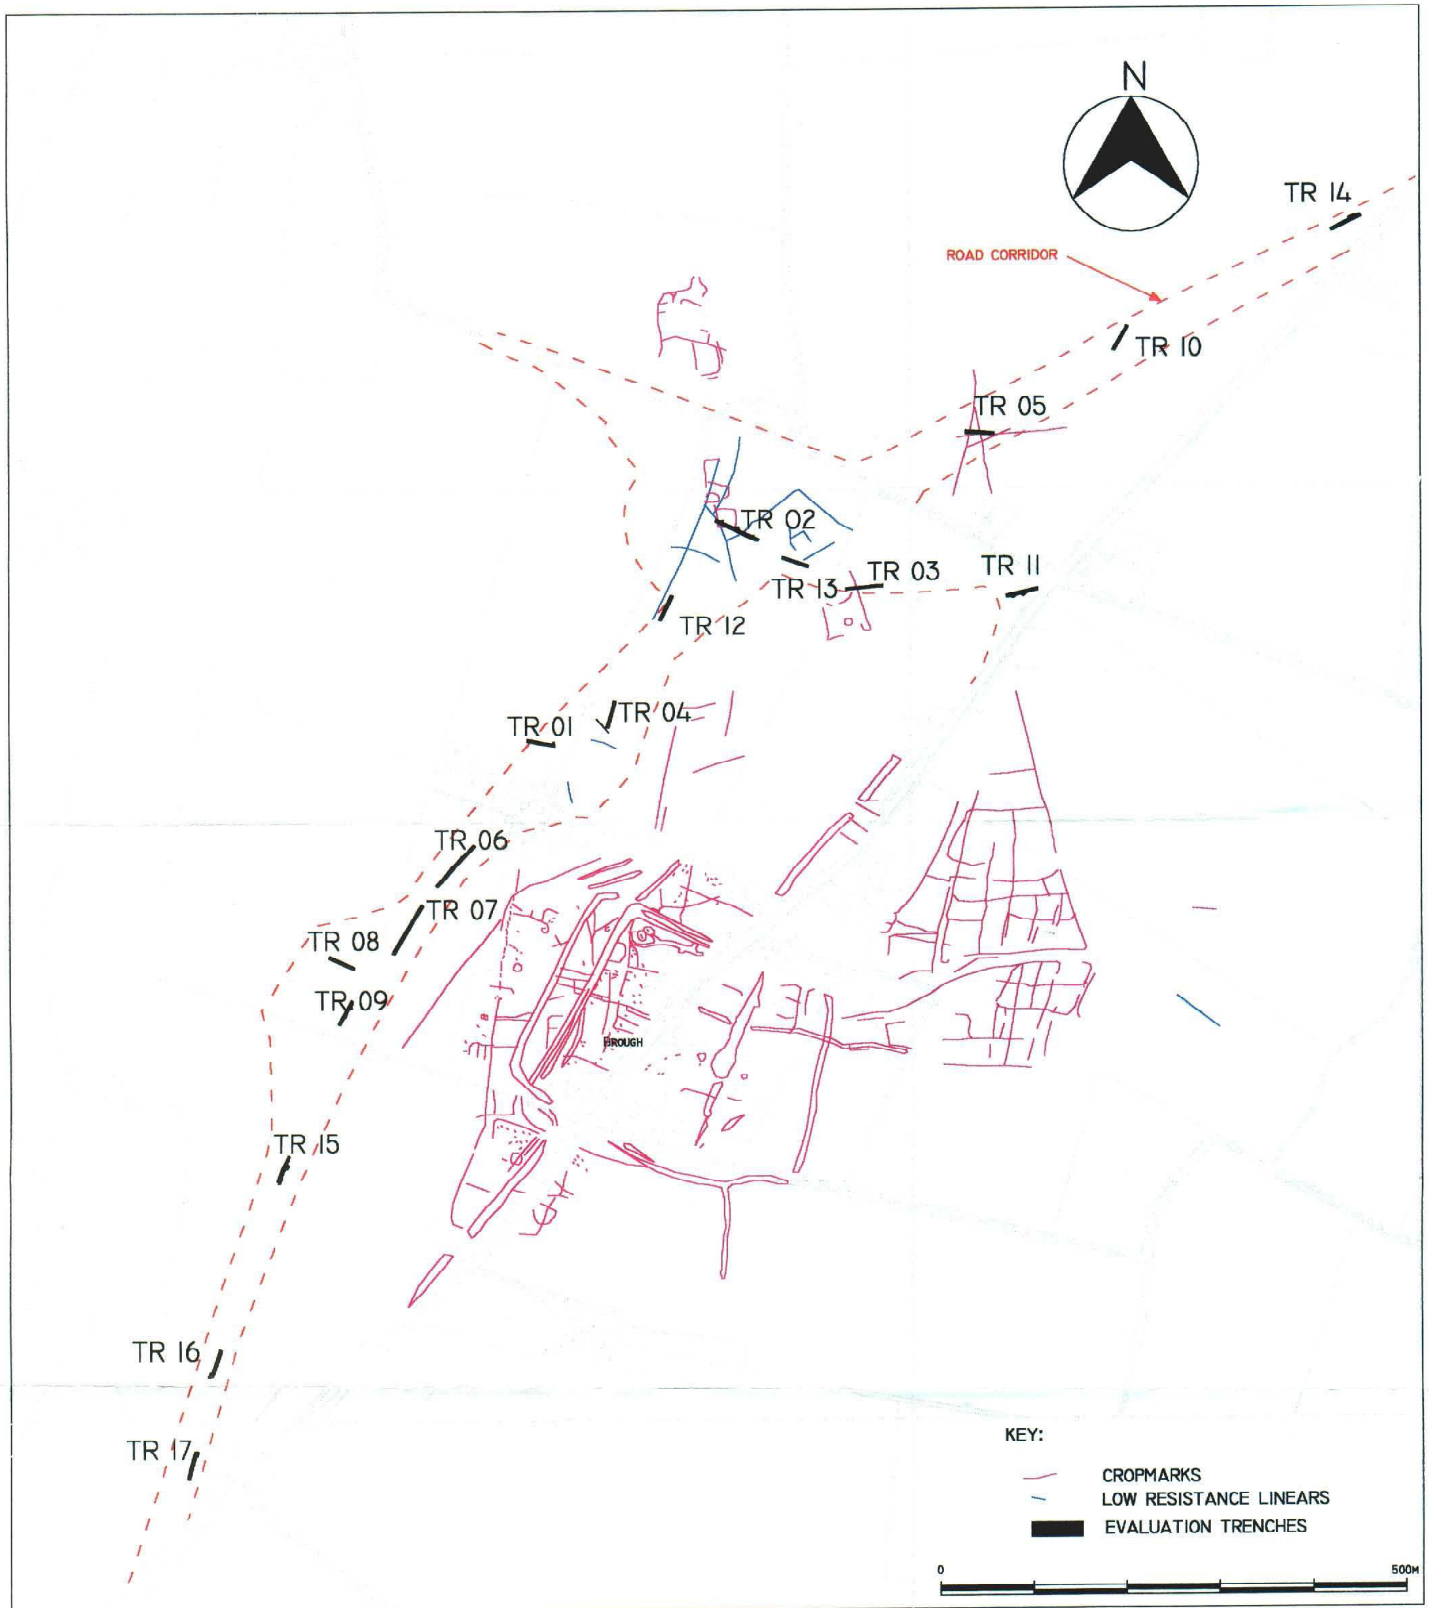 N
TR 14
ROAD CORRIDOR
TR 10
TR 05
TR 02
TR 13
TR 03
TR 11
TR 12
TR 04
TR 01
TR 06
TR 07
TR 08
TR 09
BROUGH
TR 15
TR 16
TR 17
KEY:
CROPMARKS
LOW RESISTANCE LINEARS
EVALUATION TRENCHES
0 500M